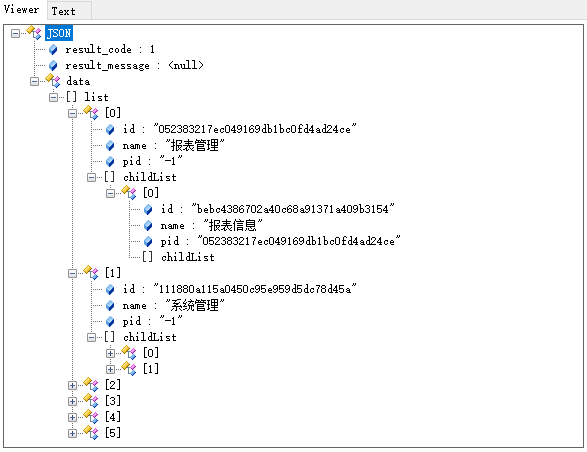 Viewer Text
JSON
result_code : 1
result_message : <null>
data
[] list
[0]
id : "052383217ec049169db1bc0fd4ad24ce"
name : "报表管理"
pid : "-1"
[] childList
[0]
id : "bebc4386702a40c68a91371a409b3154"
name : "报表信息"
pid : "052383217ec049169db1bc0fd4ad24ce"
[] childList
[1]
id : "111880a115a0450c95e959d5dc78d45a"
name : "系统管理"
pid : "-1"
[] childList
[0]
[1]
[2]
[3]
[4]
[5]